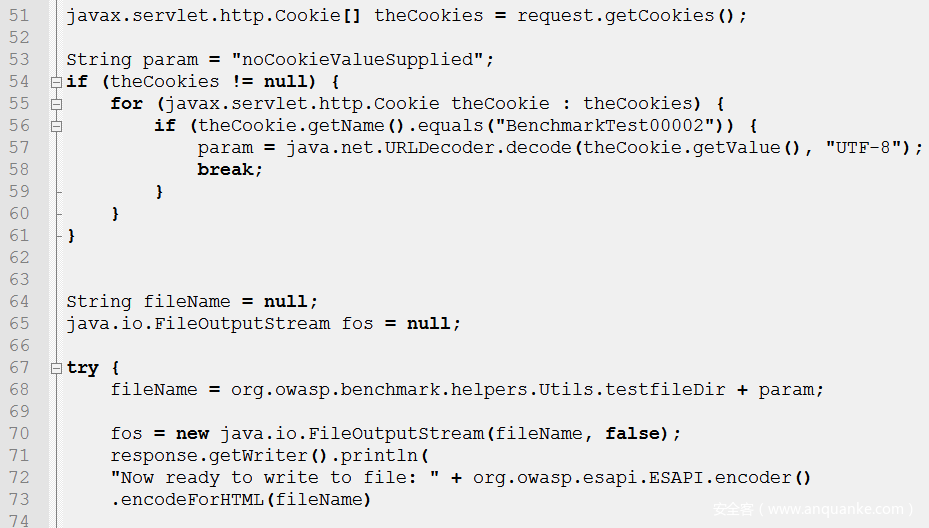 51 javax.servlet.http.Cookie[] theCookies = request.getCookies();
52
53 String param = "noCookieValueSupplied";
54 if (theCookies != null) {
55     for (javax.servlet.http.Cookie theCookie : theCookies) {
56         if (theCookie.getName().equals("BenchmarkTest00002")) {
57             param = java.net.URLDecoder.decode(theCookie.getValue(), "UTF-8");
58             break;
59         }
60     }
61 }
62
63
64 String fileName = null;
65 java.io.FileOutputStream fos = null;
66
67 try {
68     fileName = org.owasp.benchmark.helpers.Utils.testfileDir + param;
69
70     fos = new java.io.FileOutputStream(fileName, false);
71     response.getWriter().println(
72     "Now ready to write to file: " + org.owasp.esapi.ESAPI.encoder()
73     .encodeForHTML(fileName)
安全客（www.anquanke.com）
74